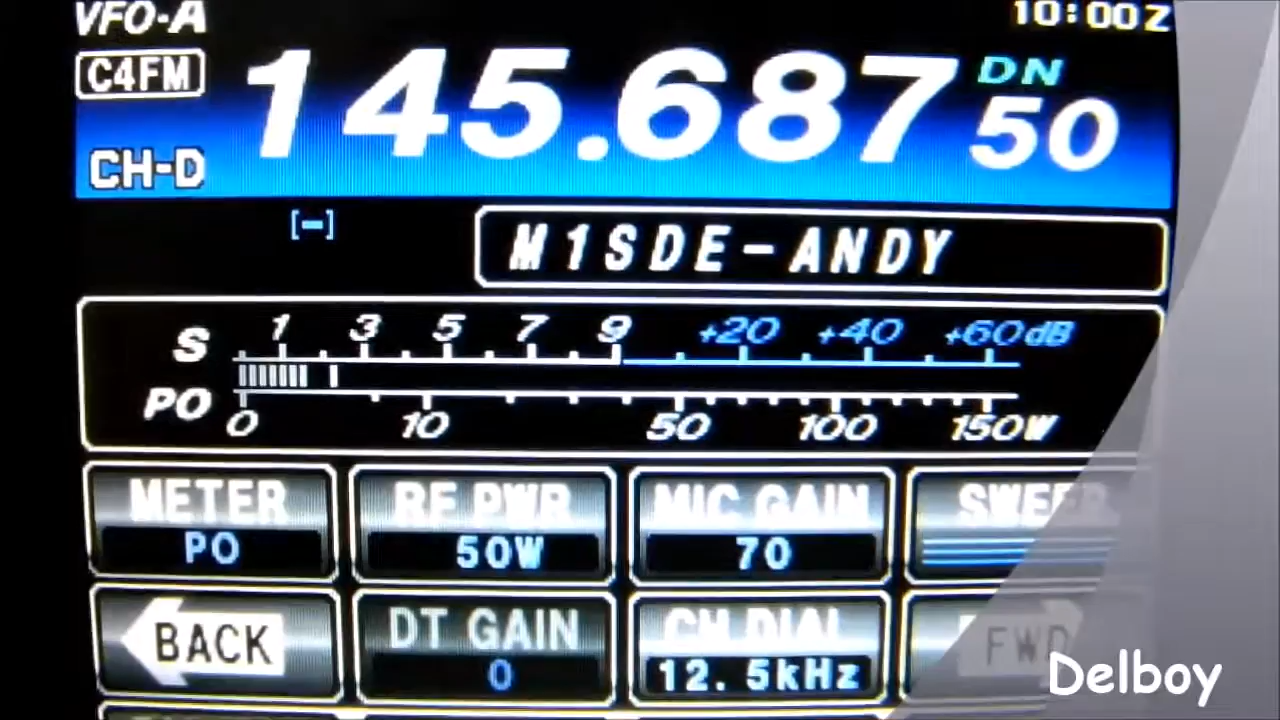 VFO-A 10:00Z
C4FM 145.687 50 DN
CH-D
[-] M1SDE-ANDY
S 1 3 5 7 9 +20 +40 +60dB
PO 0 10 50 100 150W
METER RF PWR MIC GAIN SWEEP
PO 50W 70
BACK DT GAIN CH DIAL FWD
0 12.5kHz
Delboy